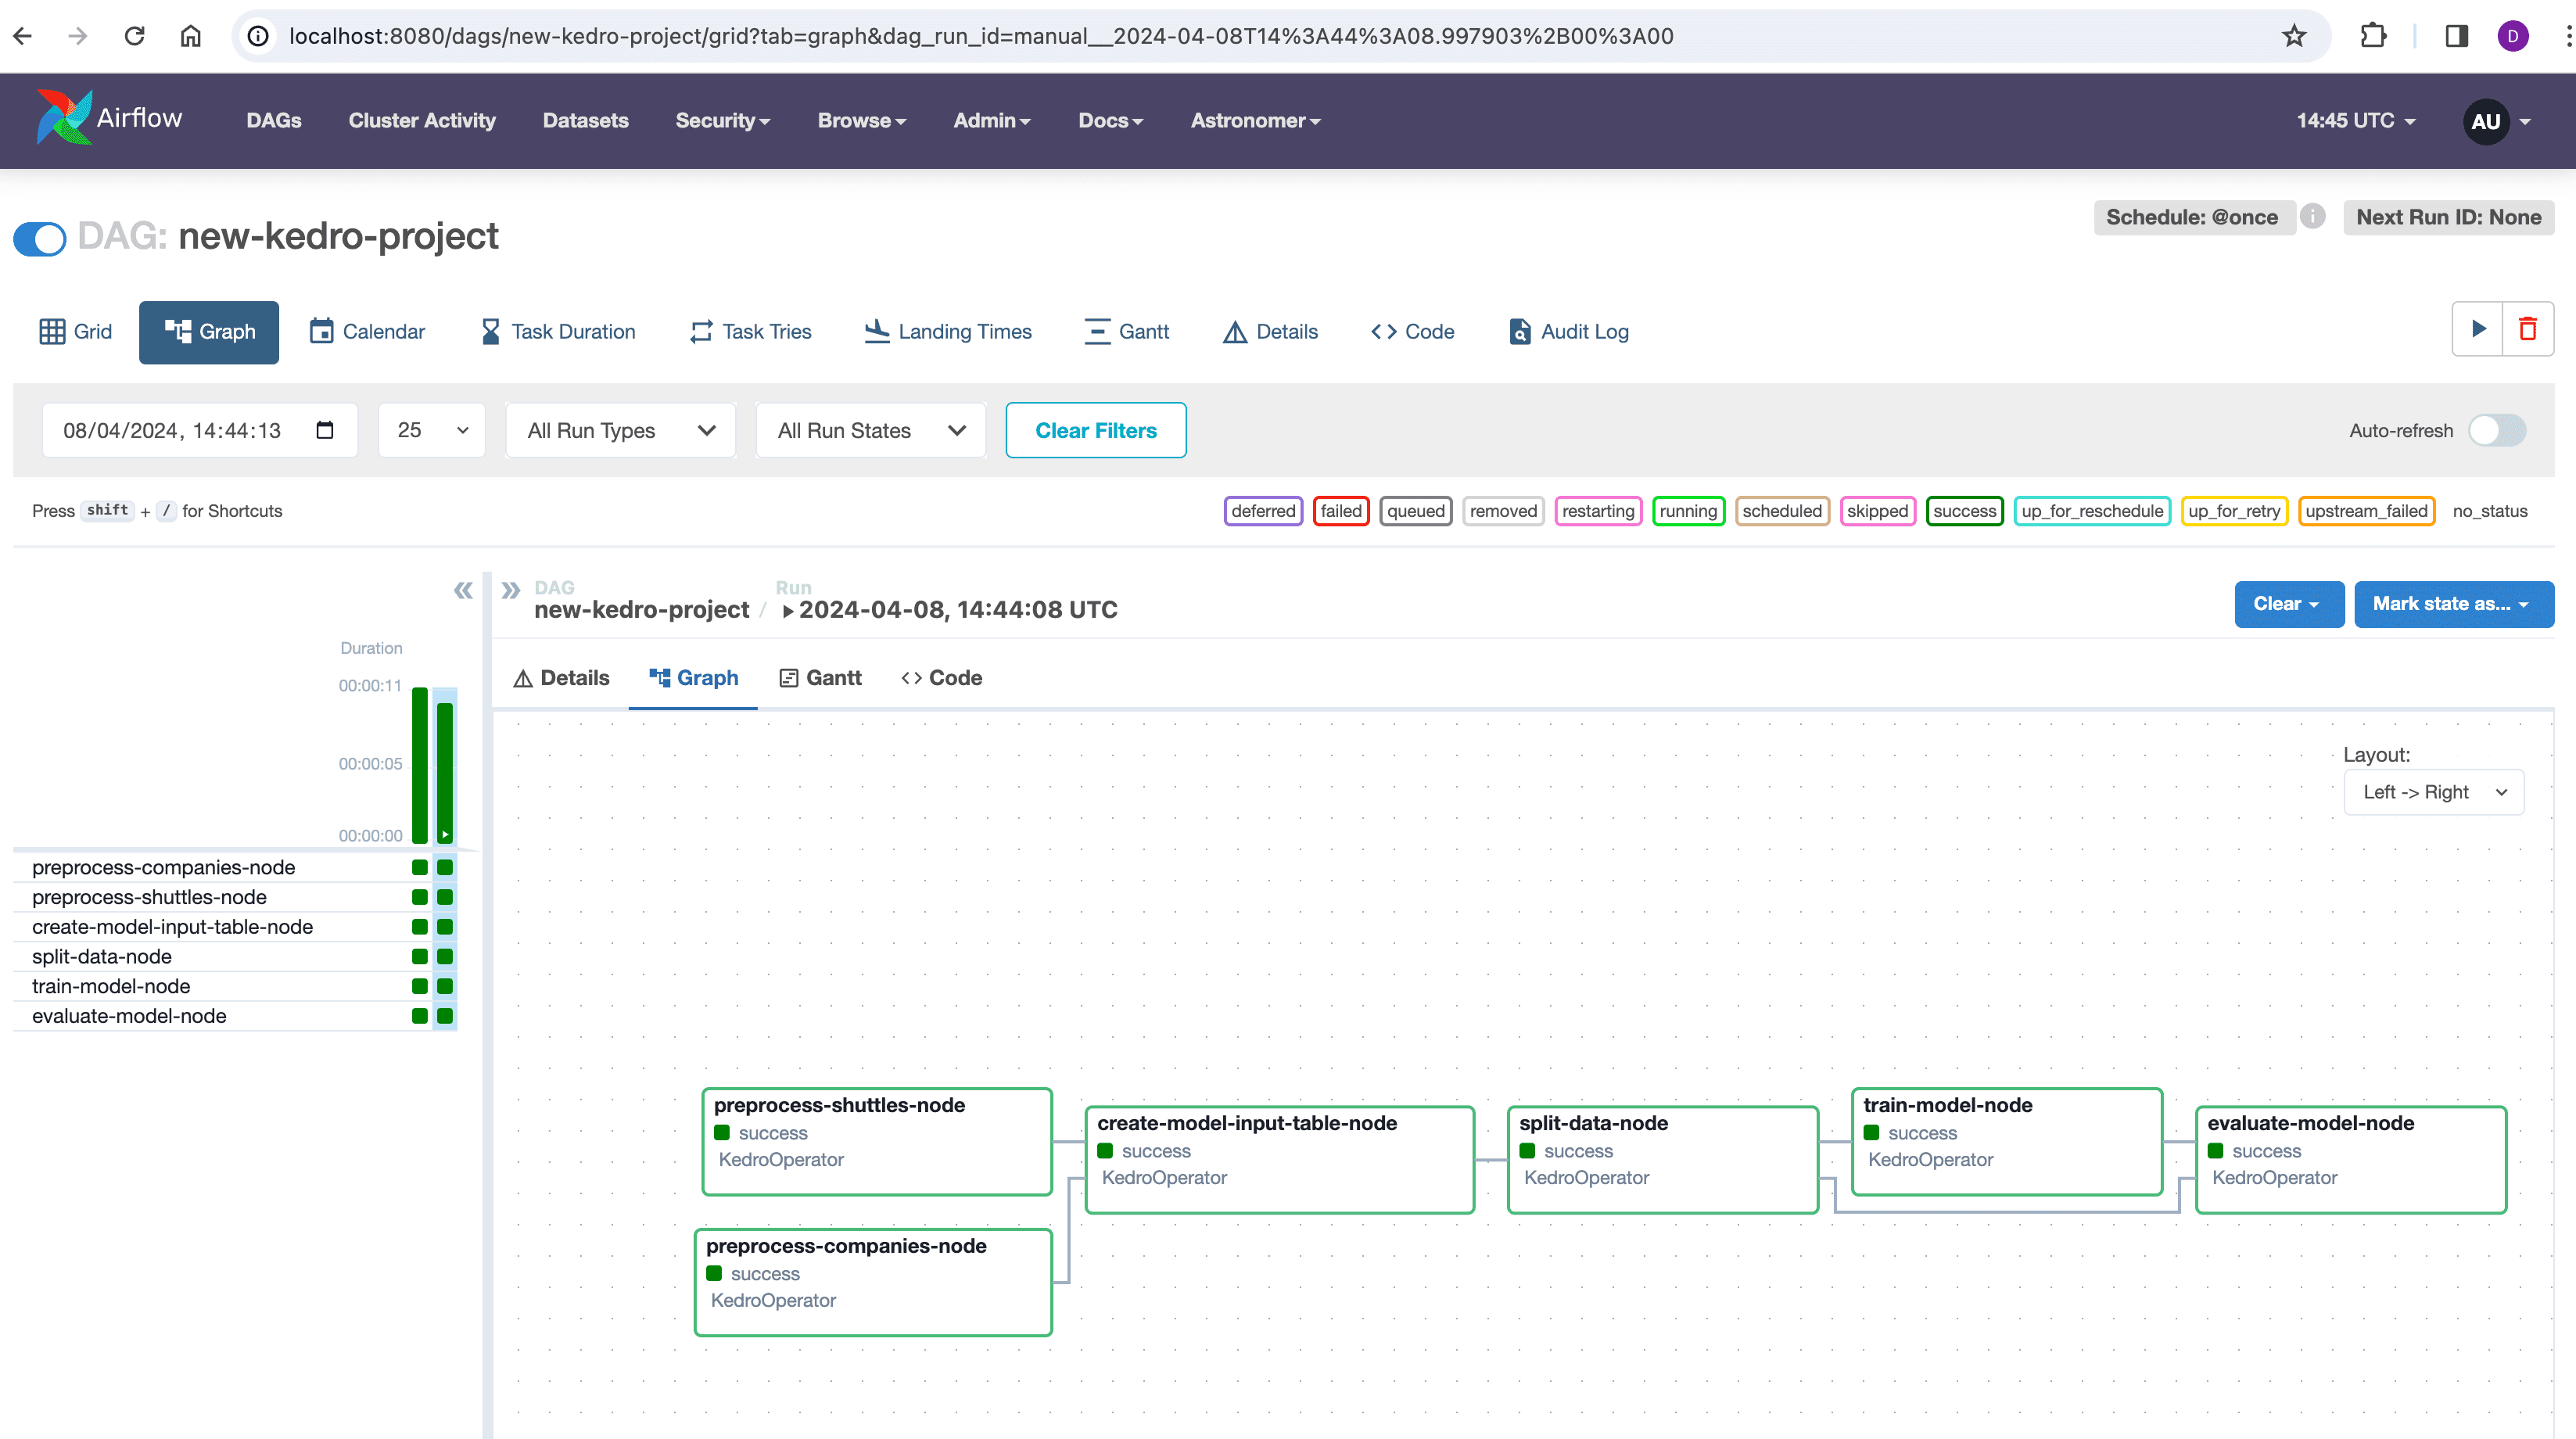 localhost:8080/dags/new-kedro-project/grid?tab=graph&dag_run_id=manual__2024-04-08T14%3A44%3A08.997903%2B00%3A00
D
Airflow DAGs Cluster Activity Datasets Security Browse Admin Docs Astronomer 14:45 UTC AU
DAG: new-kedro-project
Schedule: @once i Next Run ID: None
Grid Graph Calendar Task Duration Task Tries Landing Times Gantt Details <> Code Audit Log
08/04/2024, 14:44:13 25 All Run Types All Run States Clear Filters Auto-refresh
Press shift + / for Shortcuts
deferred failed queued removed restarting running scheduled skipped success up_for_reschedule up_for_retry upstream_failed no_status
DAG Run
new-kedro-project / 2024-04-08, 14:44:08 UTC
Clear Mark state as...
Duration
00:00:11
00:00:05
00:00:00
preprocess-companies-node
preprocess-shuttles-node
create-model-input-table-node
split-data-node
train-model-node
evaluate-model-node
Details Graph Gantt <> Code
Layout:
Left -> Right
preprocess-shuttles-node
success
KedroOperator
preprocess-companies-node
success
KedroOperator
create-model-input-table-node
success
KedroOperator
split-data-node
success
KedroOperator
train-model-node
success
KedroOperator
evaluate-model-node
success
KedroOperator